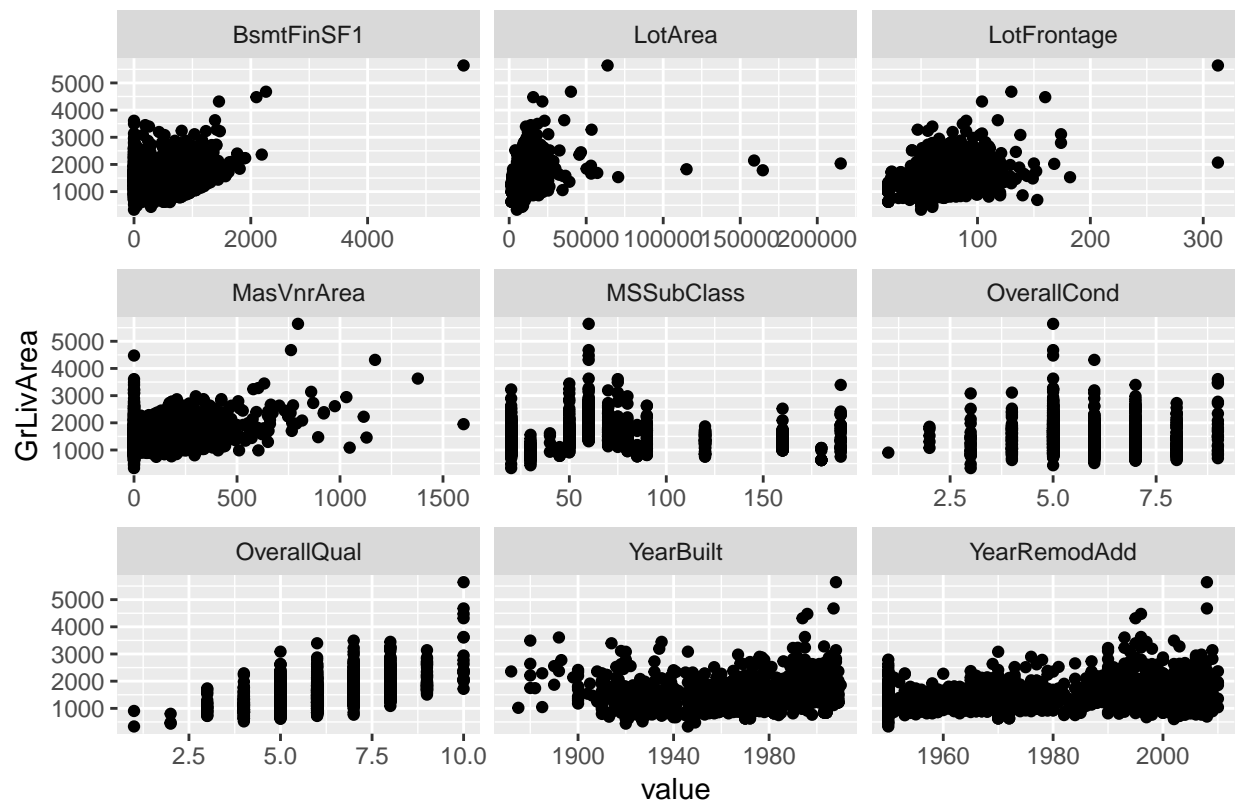 BsmtFinSF1 LotArea LotFrontage
5000
4000
3000
2000
1000
0 2000 4000 0 50000 100000 150000 200000 100 200 300
MasVnrArea MSSubClass OverallCond
5000
4000
3000
2000
1000
0 500 1000 1500 50 100 150 2.5 5.0 7.5
GrLivArea
OverallQual YearBuilt YearRemodAdd
5000
4000
3000
2000
1000
2.5 5.0 7.5 10.0 1900 1940 1980 1960 1980 2000
value